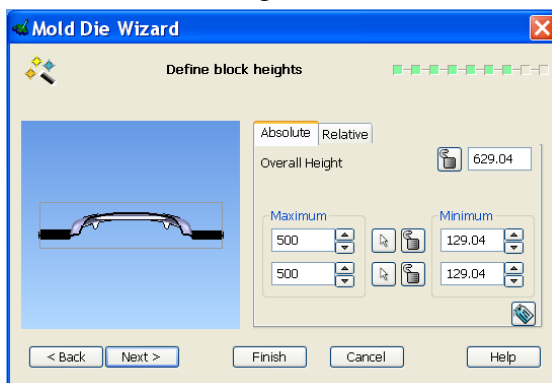 Mold Die Wizard
Define block heights
Absolute Relative
Overall Height 629.04
Maximum Minimum
500 129.04
500 129.04
< Back Next > Finish Cancel Help